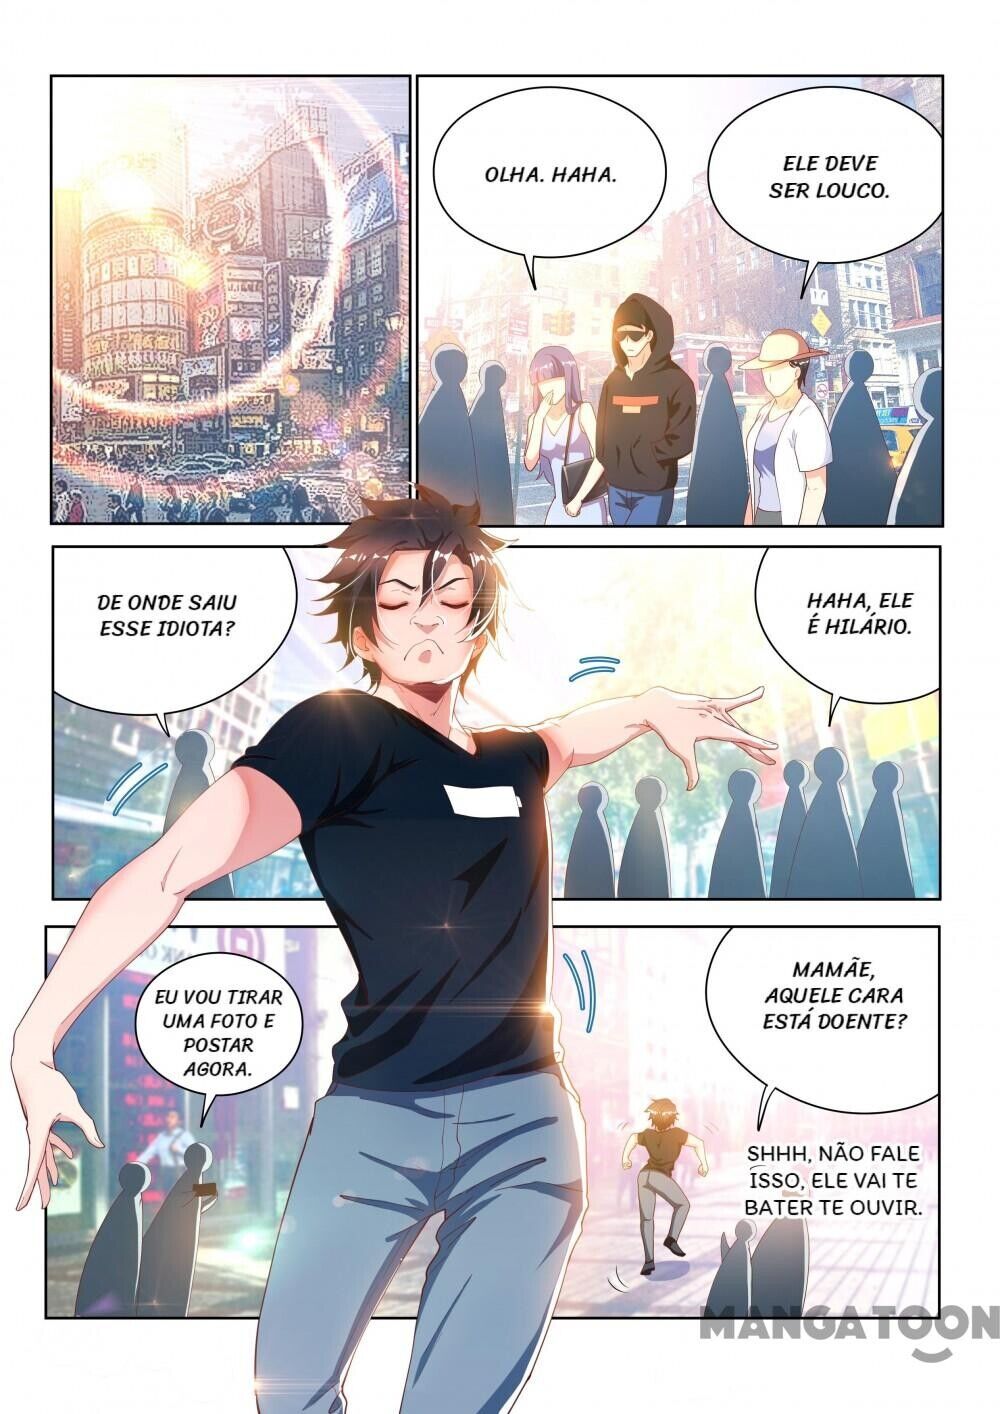 OLHA. HAHA.
ELE DEVE
SER LOUCO.
DE ONDE SAIU
ESSE IDIOTA?
HAHA, ELE
É HILÁRIO.
EU VOU TIRAR
UMA FOTO E
POSTAR
AGORA.
MAMÃE,
AQUELE CARA
ESTÁ DOENTE?
SHHH, NÃO FALE
ISSO, ELE VAI TE
BATER TE OUVIR.
MANGATOON